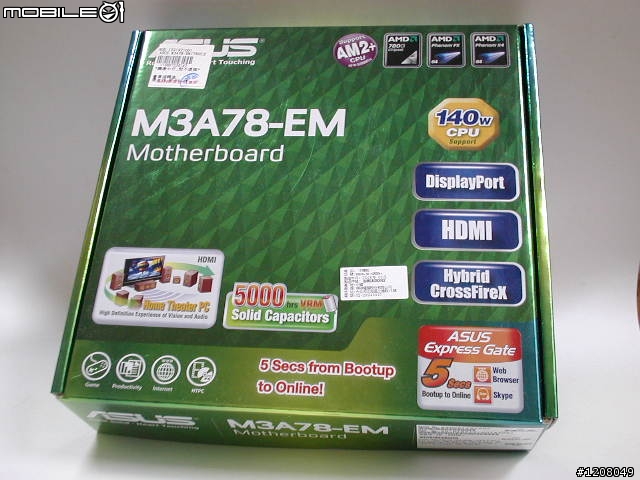 MOBILE01
ASUS
Rock Solid · Heart Touching
Support
AM2+
CPU
AMD
780G
AMD
Phenom FX
64
AMD
Phenom X4
64
M3A78-EM
Motherboard
140W
CPU
Support
DisplayPort
HDMI
Hybrid
CrossFireX
HDMI
Home Theater PC
High Definition Experience of Vision and Audio
5000 hrs VRM
Solid Capacitors
ASUS
Express Gate
5 Secs
Bootup to Online
Web
Browser
Skype
5 Secs from Bootup
to Online!
Game
Productivity
Internet
HTPC
ASUS
M3A78-EM
Motherboard
#1208049